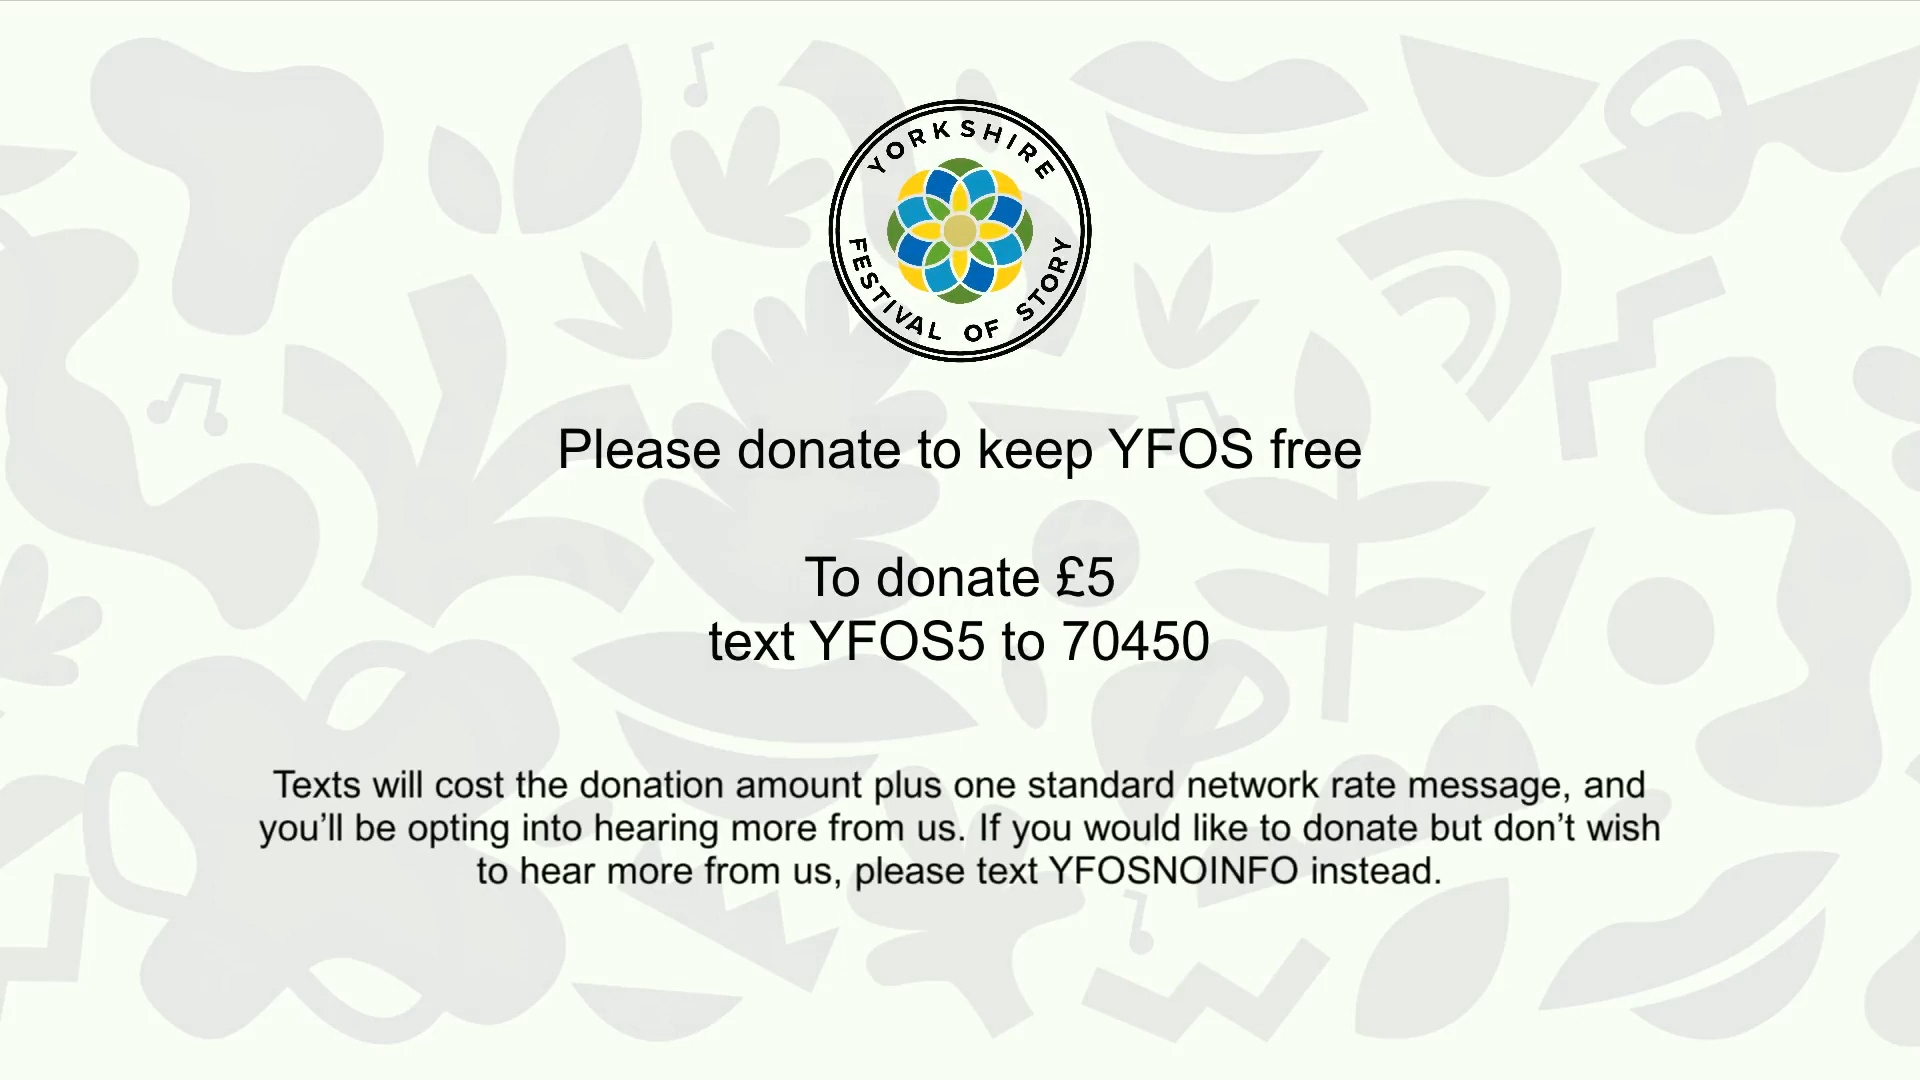 YORKSHIRE
FESTIVAL OF STORY
Please donate to keep YFOS free
To donate £5
text YFOS5 to 70450
Texts will cost the donation amount plus one standard network rate message, and
you’ll be opting into hearing more from us. If you would like to donate but don’t wish
to hear more from us, please text YFOSNOINFO instead.